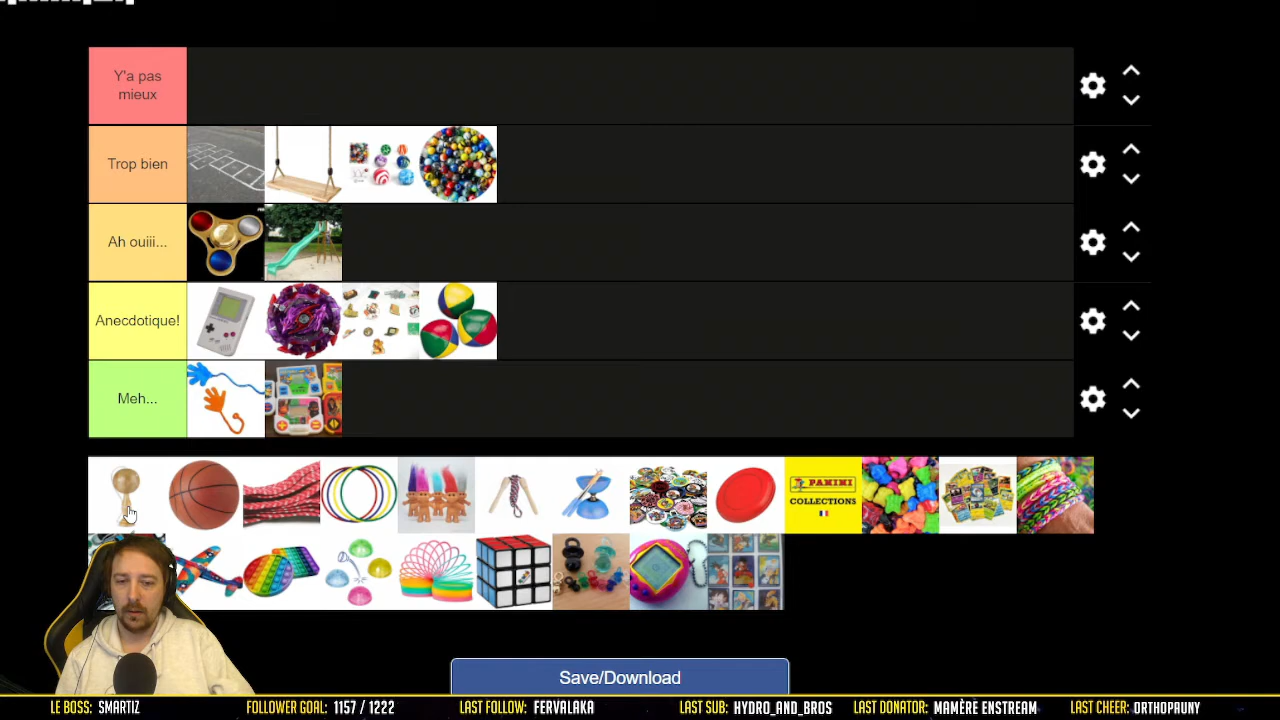 Y'a pas
mieux
Trop bien
Ah ouiii...
Anecdotique!
Meh...
PANINI
COLLECTIONS
Save/Download
LE BOSS: SMARTIZ
FOLLOWER GOAL: 1157 / 1222
LAST FOLLOW: FERVALAKA
LAST SUB: HYDRO_AND_BROS
LAST DONATOR: MAMÈRE ENSTREAM
LAST CHEER: ORTHOPAUNY